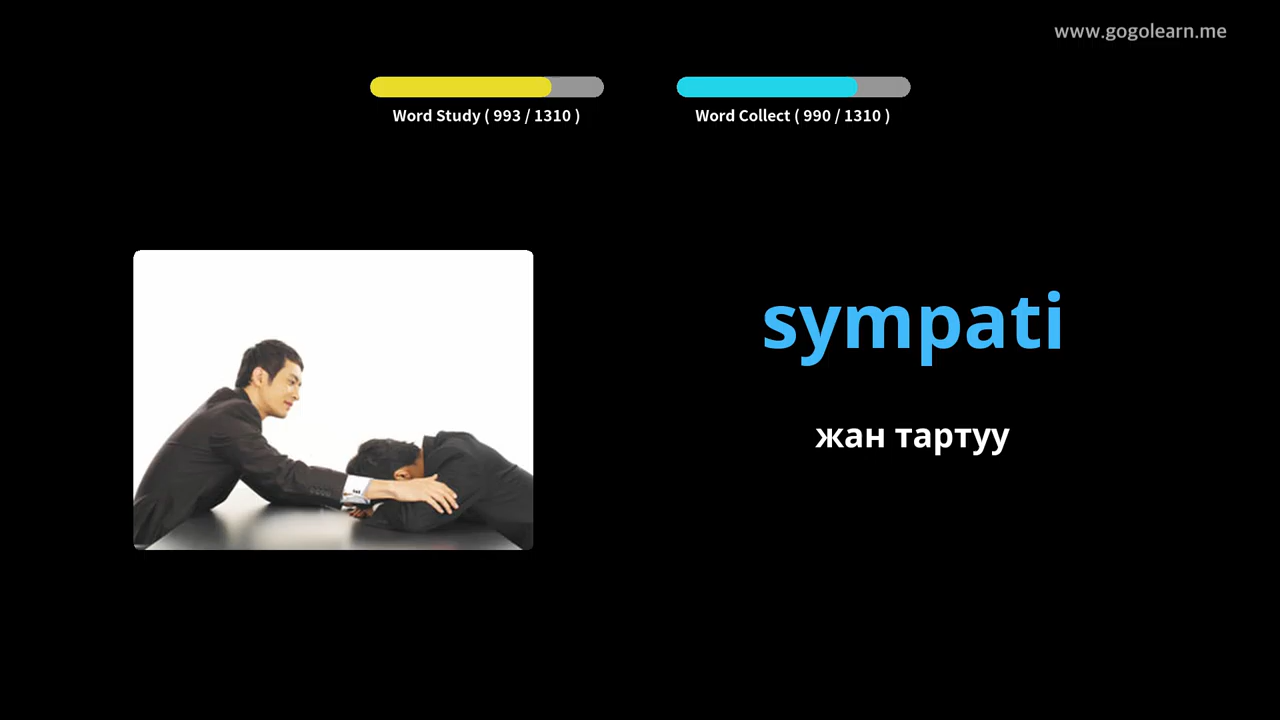 www.gogolearn.me
Word Study ( 993 / 1310 )
Word Collect ( 990 / 1310 )
sympati
жан тартуу